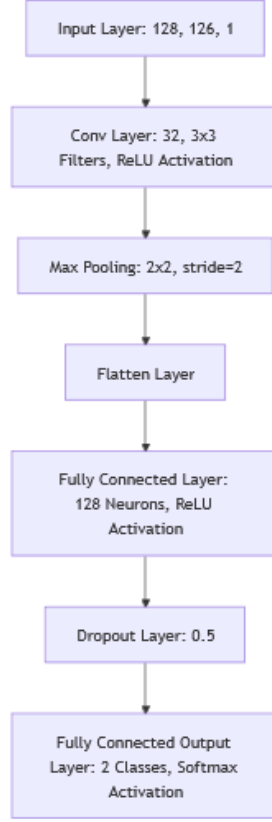 Input Layer: 128, 126, 1
Conv Layer: 32, 3x3
Filters, ReLU Activation
Max Pooling: 2x2, stride=2
Flatten Layer
Fully Connected Layer:
128 Neurons, ReLU
Activation
Dropout Layer: 0.5
Fully Connected Output
Layer: 2 Classes, Softmax
Activation